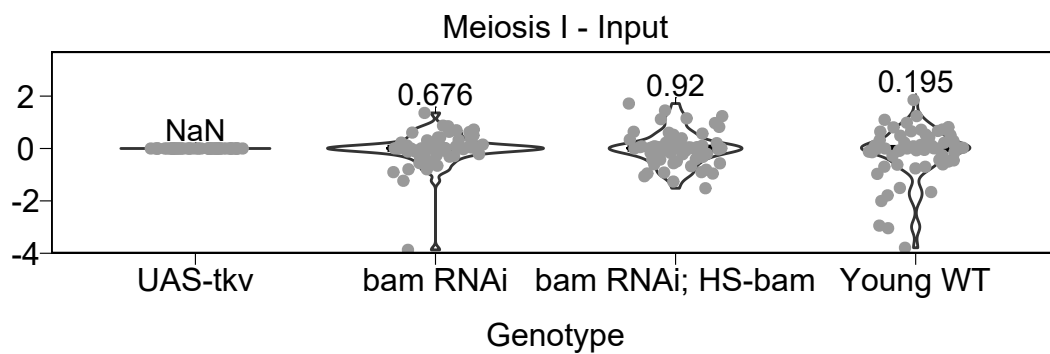 Meiosis I - Input
2
0
-2
-4
NaN
0.676
0.92
0.195
UAS-tkv
bam RNAi
bam RNAi; HS-bam
Young WT
Genotype